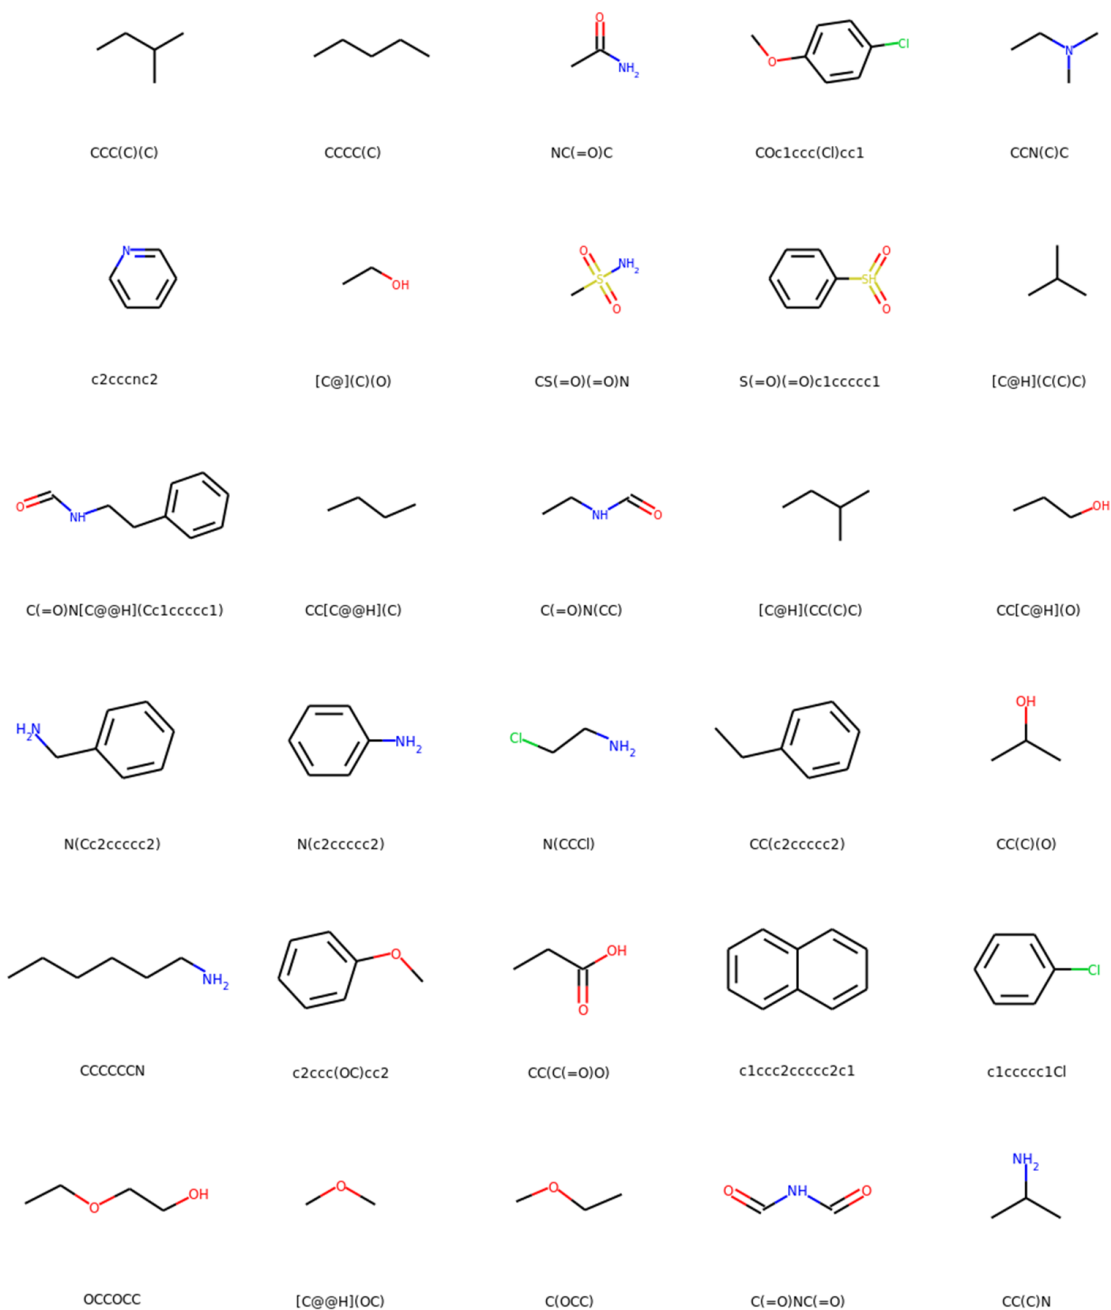 O
NH2
O
Cl
N
CCC(C)(C)
CCCC(C)
NC(=O)C
COc1ccc(Cl)cc1
CCN(C)C
N
OH
O
NH2
S
O
O
SH
O
c2cccnc2
[C@](C)(O)
CS(=O)(=O)N
S(=O)(=O)c1ccccc1
[C@H](C(C)C)
O
NH
NH
O
OH
C(=O)N[C@@H](Cc1ccccc1)
CC[C@@H](C)
C(=O)N(CC)
[C@H](CC(C)C)
CC[C@H](O)
H2N
NH2
Cl
NH2
OH
N(Cc2ccccc2)
N(c2ccccc2)
N(CCCl)
CC(c2ccccc2)
CC(C)(O)
NH2
O
OH
O
Cl
CCCCCCN
c2ccc(OC)cc2
CC(C(=O)O)
c1ccc2ccccc2c1
c1ccccc1Cl
O
OH
O
O
O
NH
O
NH2
OCCOCC
[C@@H](OC)
C(OCC)
C(=O)NC(=O)
CC(C)N